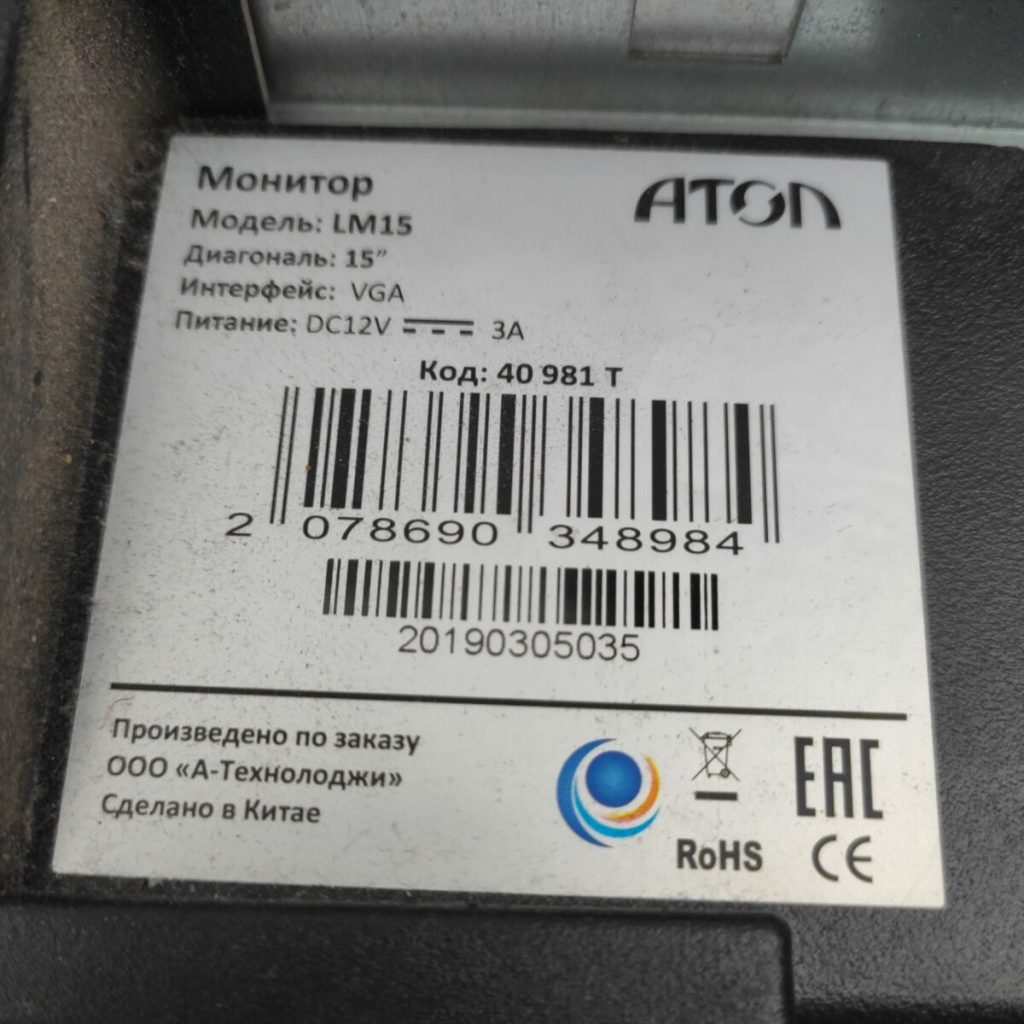 Монитор
ATOL
Модель: LM15
Диагональ: 15”
Интерфейс: VGA
Питание: DC12V 3A
Код: 40 981 Т
2 078690 348984
20190305035
Произведено по заказу
ООО «А-Технолоджи»
Сделано в Китае
EAC
RoHS CE